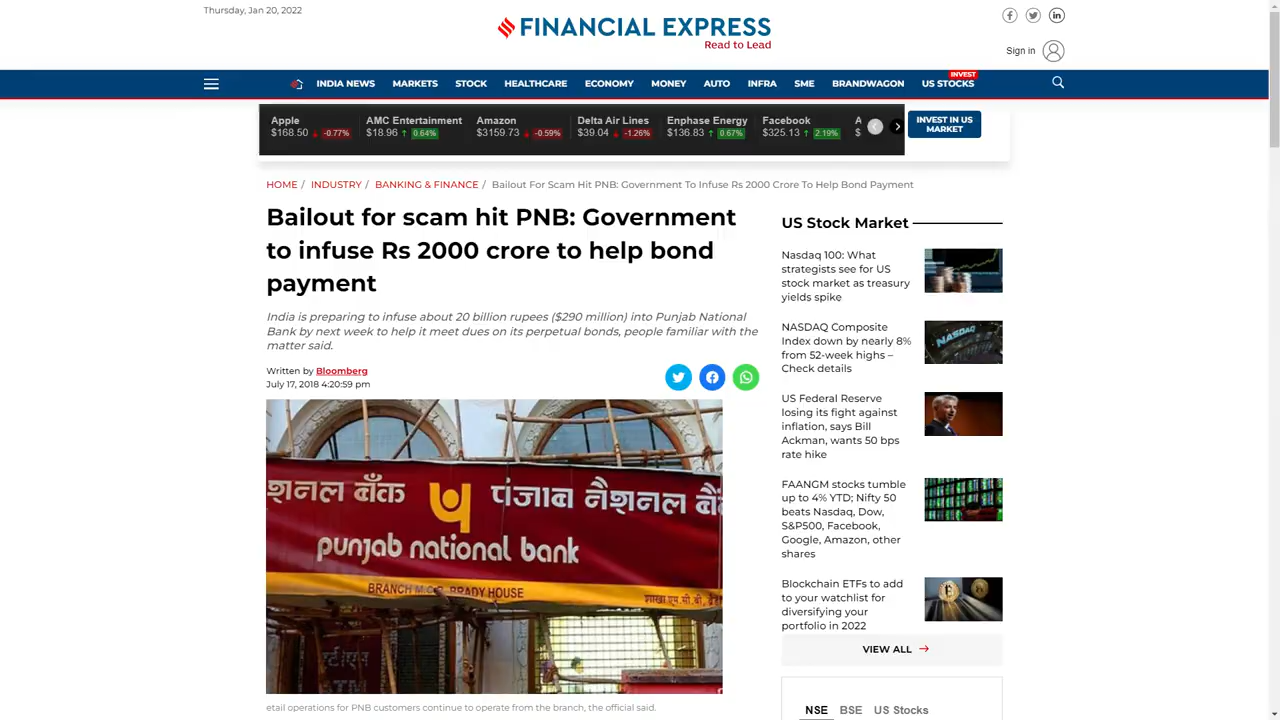 Thursday, Jan 20, 2022
FINANCIAL EXPRESS
Read to Lead
Sign in
INDIA NEWS MARKETS STOCK HEALTHCARE ECONOMY MONEY AUTO INFRA SME BRANDWAGON US STOCKS
INVEST
Apple
$168.50 -0.77%
AMC Entertainment
$18.96 0.64%
Amazon
$3159.73 -0.59%
Delta Air Lines
$39.04 -1.26%
Enphase Energy
$136.83 0.67%
Facebook
$325.13 2.19%
A
$
INVEST IN US
MARKET
HOME / INDUSTRY / BANKING & FINANCE / Bailout For Scam Hit PNB: Government To Infuse Rs 2000 Crore To Help Bond Payment
Bailout for scam hit PNB: Government
to infuse Rs 2000 crore to help bond
payment
India is preparing to infuse about 20 billion rupees ($290 million) into Punjab National
Bank by next week to help it meet dues on its perpetual bonds, people familiar with the
matter said.
Written by Bloomberg
July 17, 2018 4:20:59 pm
पंजाब नैशनल
punjab national bank
BRANCH M.C.B. BRADY HOUSE
etail operations for PNB customers continue to operate from the branch, the official said.
US Stock Market
Nasdaq 100: What
strategists see for US
stock market as treasury
yields spike
NASDAQ Composite
Index down by nearly 8%
from 52-week highs –
Check details
NASDAQ
US Federal Reserve
losing its fight against
inflation, says Bill
Ackman, wants 50 bps
rate hike
FAANGM stocks tumble
up to 4% YTD; Nifty 50
beats Nasdaq, Dow,
S&P500, Facebook,
Google, Amazon, other
shares
Blockchain ETFs to add
to your watchlist for
diversifying your
portfolio in 2022
VIEW ALL
NSE BSE US Stocks